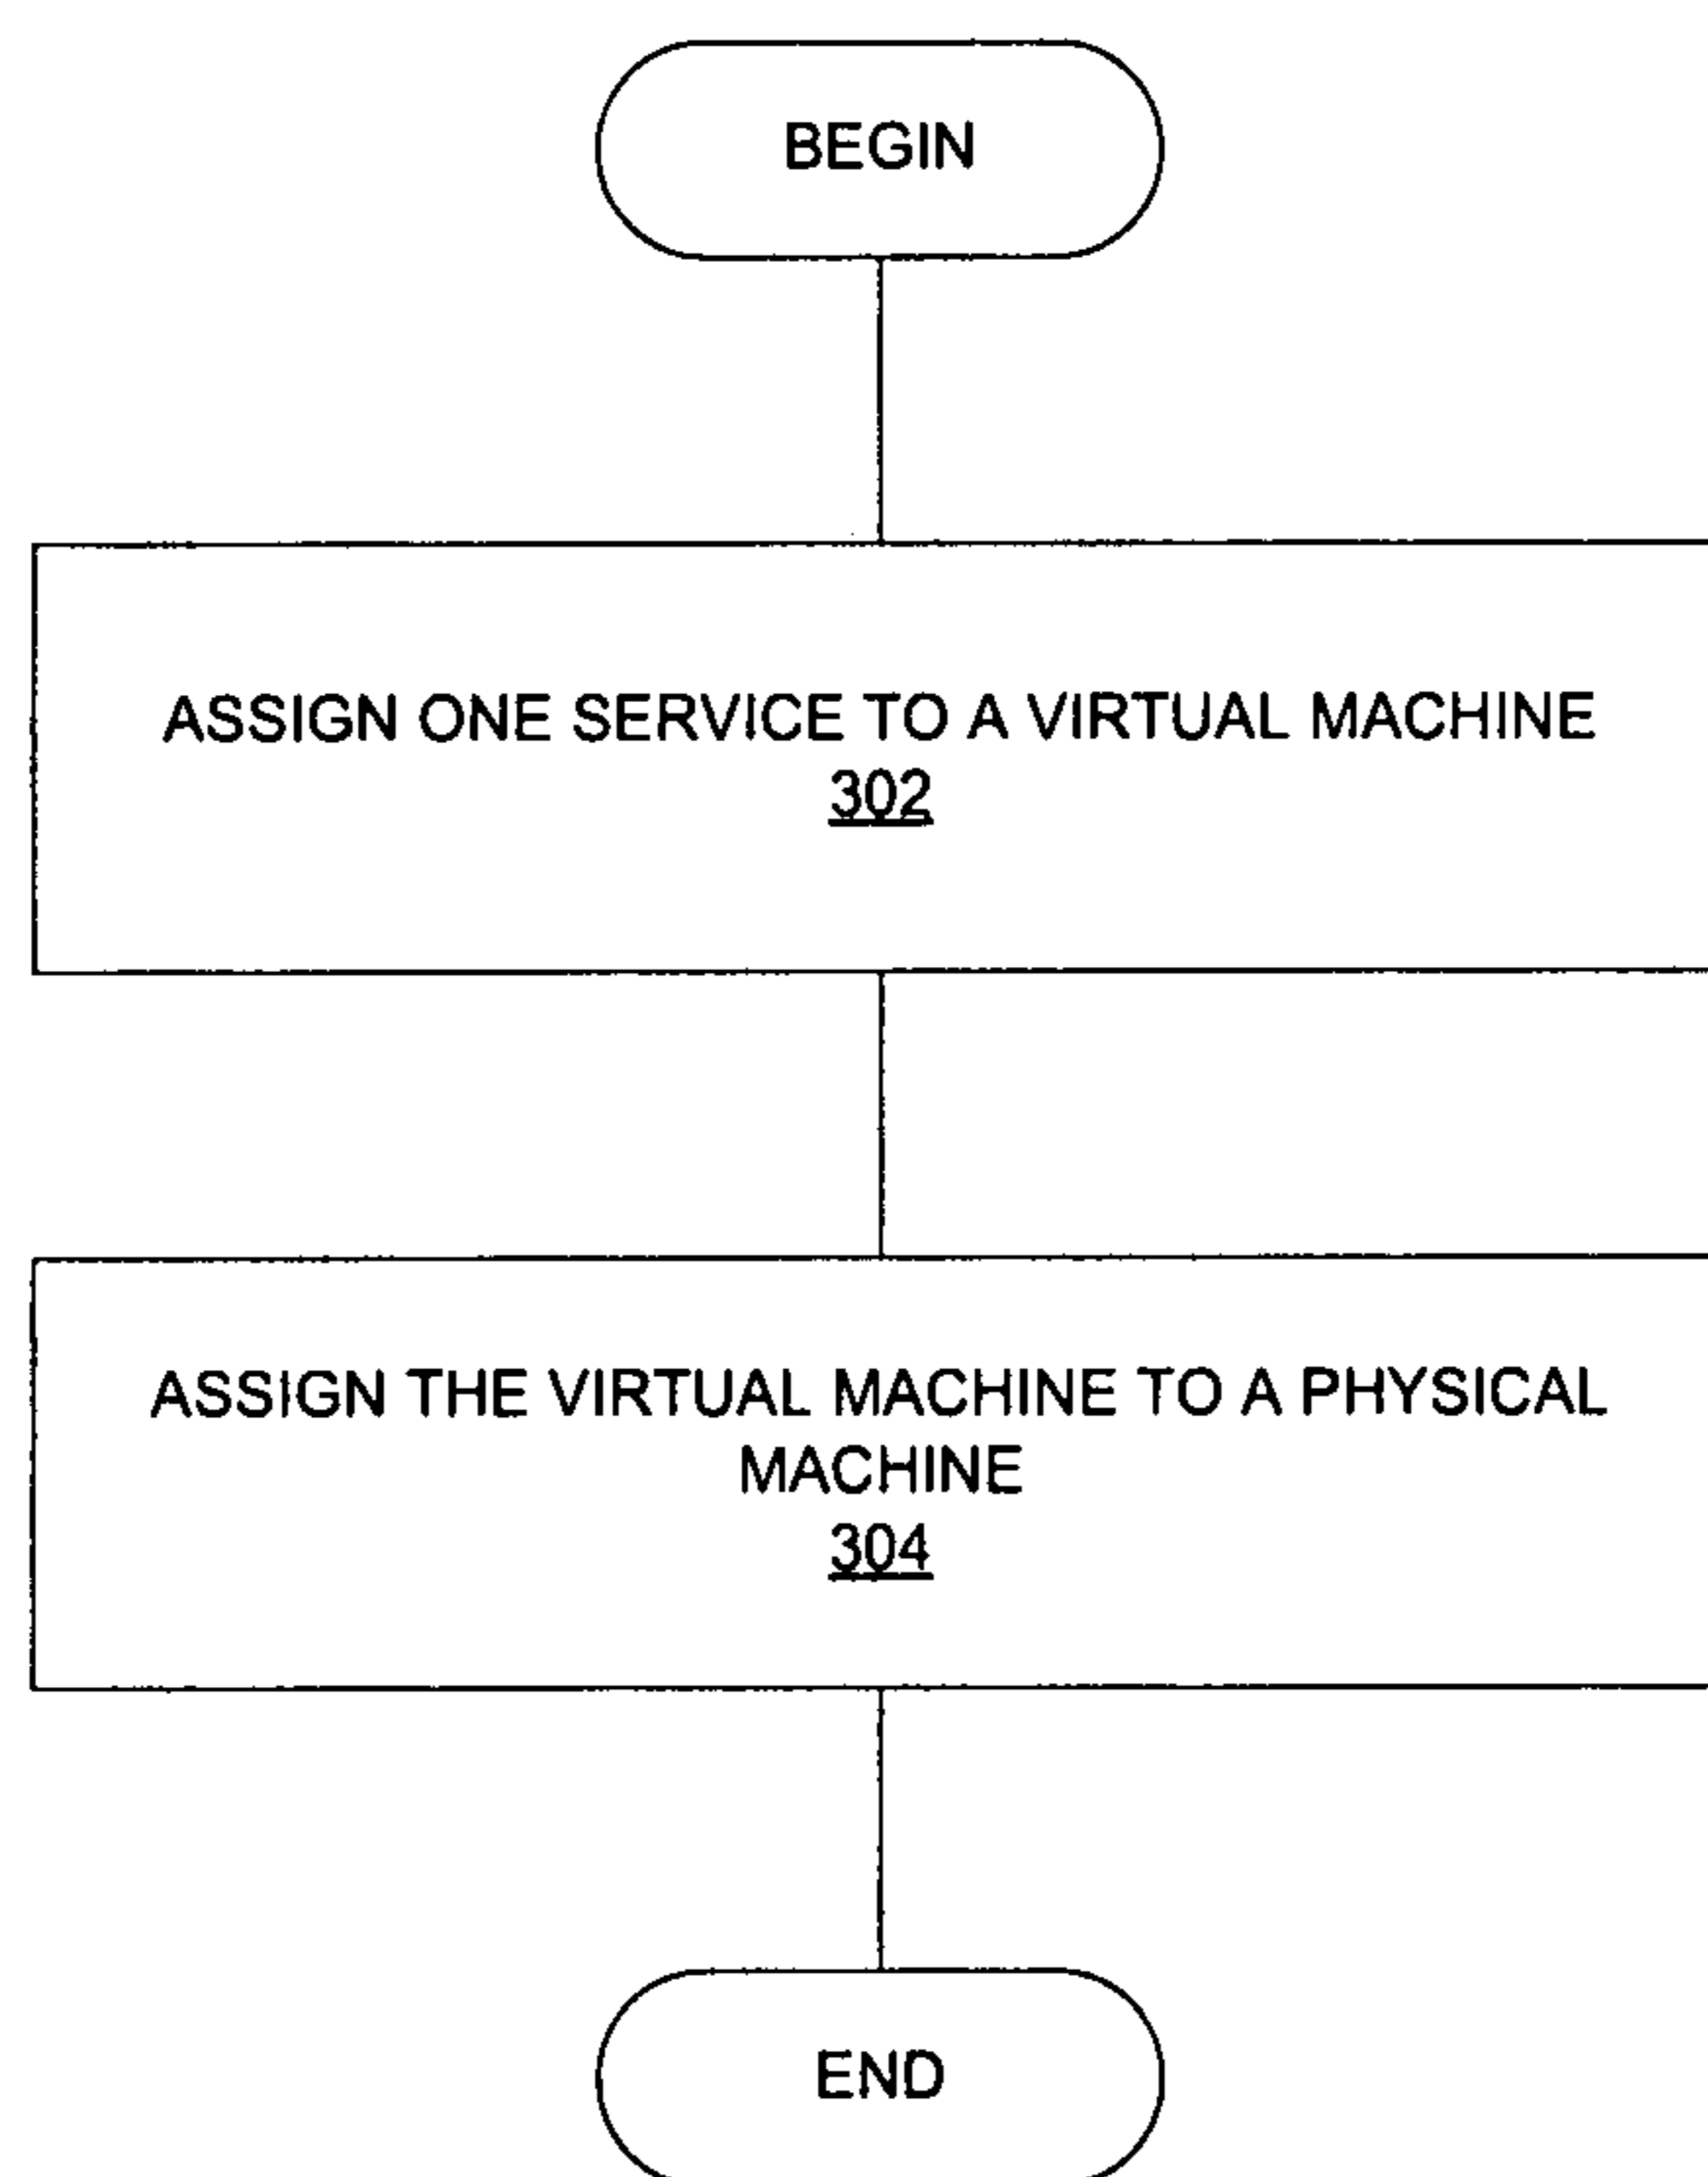 BEGIN
ASSIGN ONE SERVICE TO A VIRTUAL MACHINE
302
ASSIGN THE VIRTUAL MACHINE TO A PHYSICAL
MACHINE
304
END